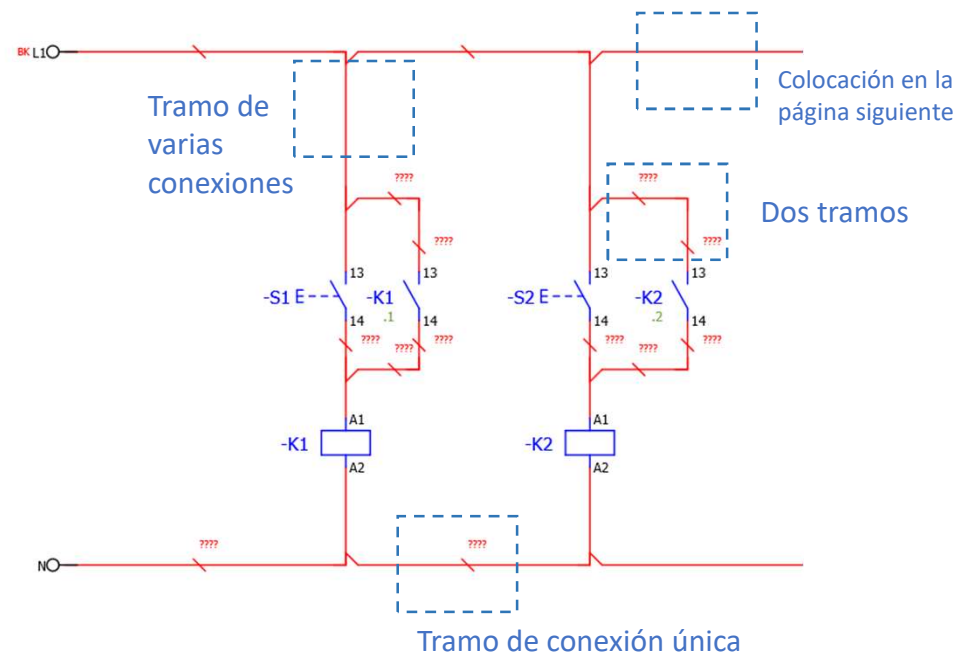 BK L1
Colocación en la
página siguiente
Tramo de
varias
conexiones
????
????
Dos tramos
????
????
13
13
13
13
-S1 E
-K1
-S2 E
-K2
.1
.2
14
14
14
14
????
????
????
????
????
????
A1
A1
-K1
-K2
A2
A2
????
????
N
Tramo de conexión única